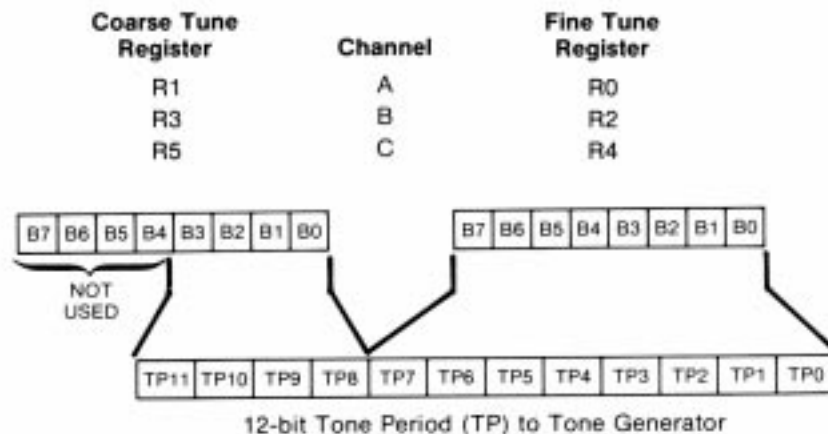 Coarse Tune Register Channel Fine Tune Register
R1 A R0
R3 B R2
R5 C R4
B7 B6 B5 B4 B3 B2 B1 B0 B7 B6 B5 B4 B3 B2 B1 B0
NOT
USED
TP11 TP10 TP9 TP8 TP7 TP6 TP5 TP4 TP3 TP2 TP1 TP0
12-bit Tone Period (TP) to Tone Generator